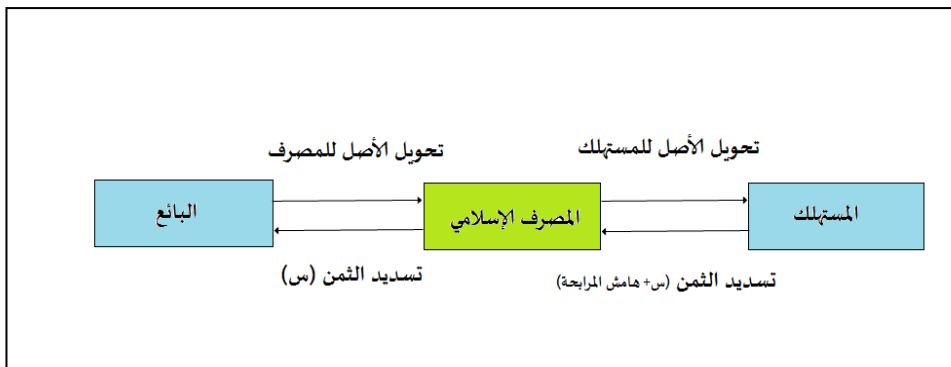 تحويل الأصل للمستهلك
تحويل الأصل للمصرف
المستهلك
المصرف الإسلامي
البائع
تسديد الثمن (س+ هامش المرابحة)
تسديد الثمن (س)